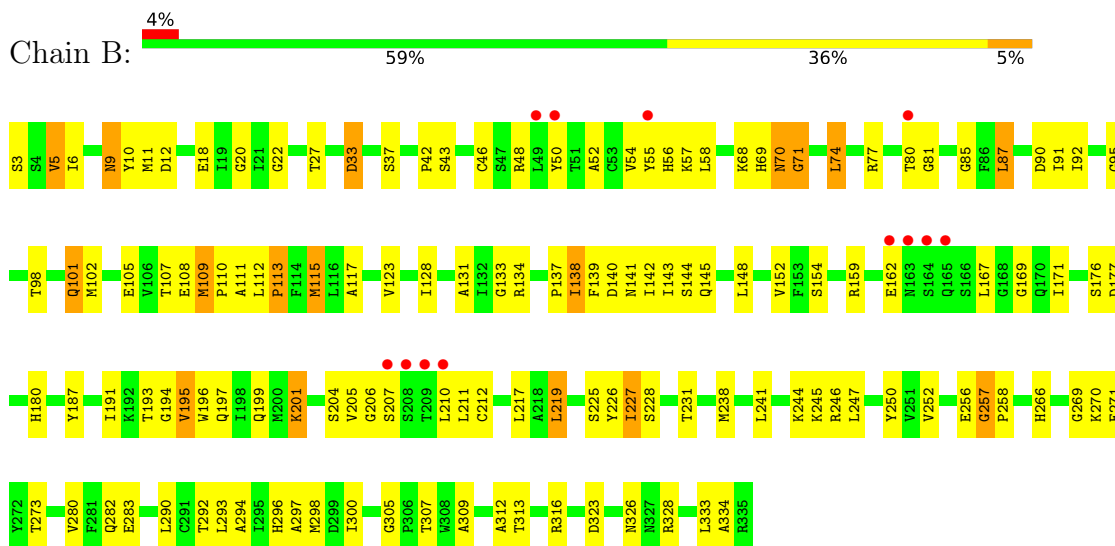 4%
Chain B:
59% 36% 5%
S3 S4 V5 I6 N9 Y10 M11 D12 E18 I19 G20 I21 G22 T27 D33 S37 P42 S43 C46 S47 R48 L49 Y50 T51 A52 C53 V54 Y55 H56 K57 L58 K68 H69 N70 G71 L74 R77 T80 G81 G85 F86 L87 D90 I91 I92 G95
T98 Q101 M102 E105 V106 T107 E108 M109 P110 A111 L112 P113 F114 M115 L116 A117 V123 I128 A131 I132 G133 R134 P137 I138 F139 D140 N141 I142 I143 S144 Q145 L148 V152 F153 S154 R159 E162 N163 S164 Q165 S166 L167 G168 G169 Q170 I171 S176 D177
H180 Y187 I191 K192 T193 G194 V195 W196 Q197 I198 Q199 M200 K201 S204 V205 G206 S207 S208 T209 L210 L211 C212 L217 A218 L219 S225 Y226 I227 S228 T231 M238 L241 K244 K245 R246 L247 Y250 V251 V252 E256 G257 P258 H266 G269 K270
Y272 T273 V280 F281 Q282 E283 L290 C291 T292 L293 A294 I295 H296 A297 M298 D299 I300 G305 P306 T307 W308 A309 A312 T313 R316 D323 N326 N327 R328 L333 A334 R335